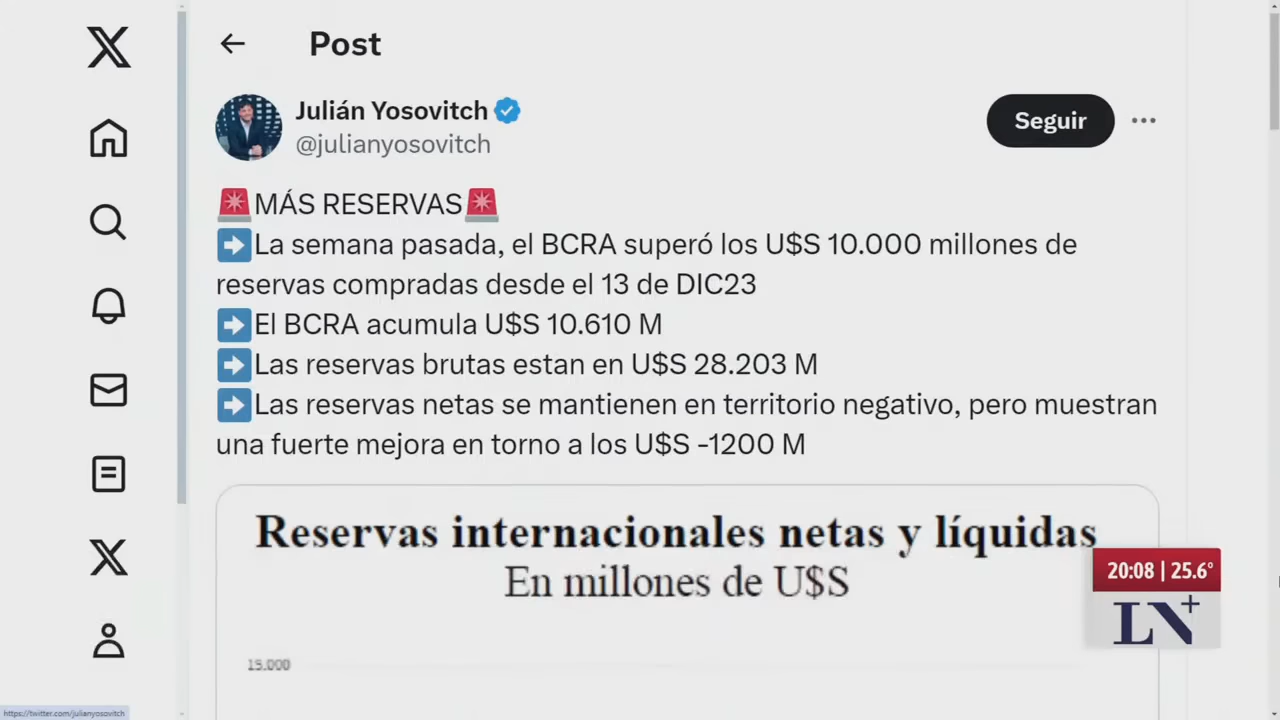 Post
Julián Yosovitch
@julianyosovitch
Seguir
MÁS RESERVAS
La semana pasada, el BCRA superó los U$S 10.000 millones de
reservas compradas desde el 13 de DIC23
El BCRA acumula U$S 10.610 M
Las reservas brutas estan en U$S 28.203 M
Las reservas netas se mantienen en territorio negativo, pero muestran
una fuerte mejora en torno a los U$S -1200 M
Reservas internacionales netas y líquidas
En millones de U$S
15.000
20:08 | 25.6°
LN+
https://twitter.com/julianyosovitch